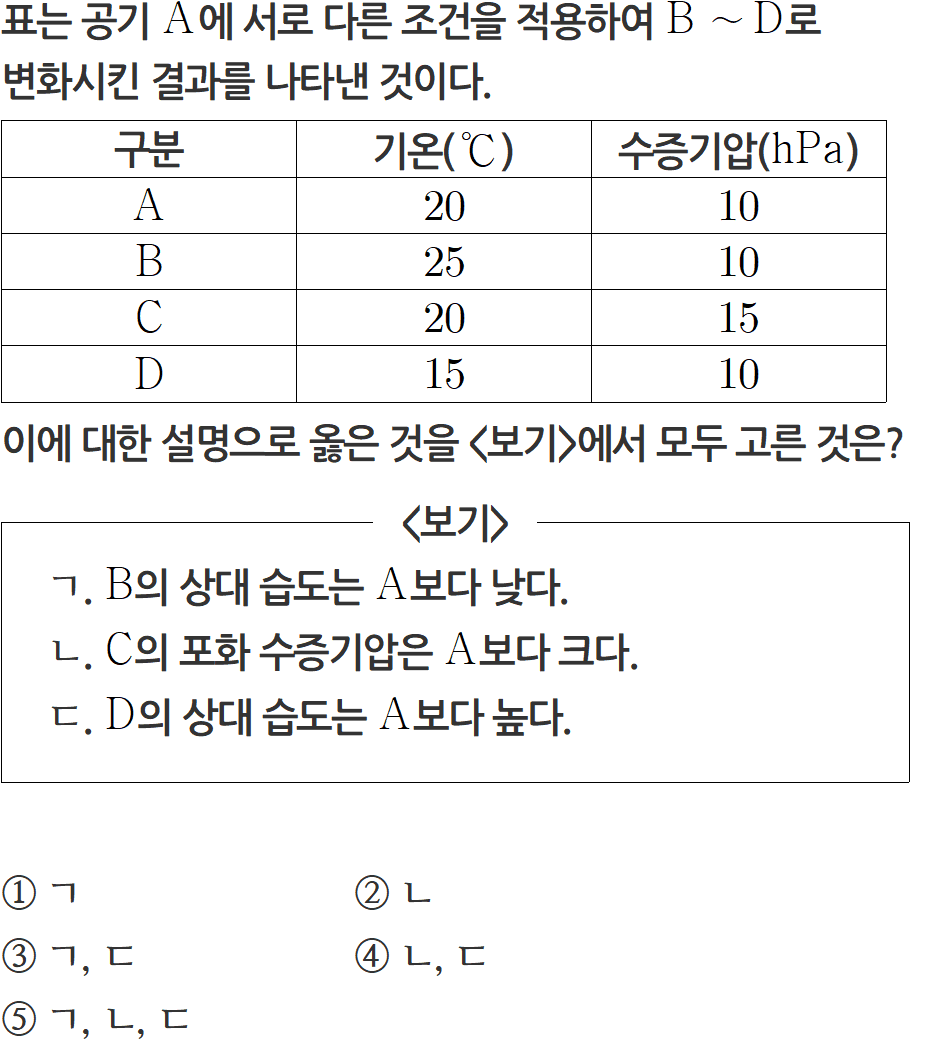 표는 공기 A에 서로 다른 조건을 적용하여 B ~ D로
변화시킨 결과를 나타낸 것이다.
구분 기온(℃) 수증기압(hPa)
A 20 10
B 25 10
C 20 15
D 15 10
이에 대한 설명으로 옳은 것을 <보기>에서 모두 고른 것은?
<보기>
ㄱ. B의 상대 습도는 A보다 낮다.
ㄴ. C의 포화 수증기압은 A보다 크다.
ㄷ. D의 상대 습도는 A보다 높다.
① ㄱ ② ㄴ
③ ㄱ, ㄷ ④ ㄴ, ㄷ
⑤ ㄱ, ㄴ, ㄷ